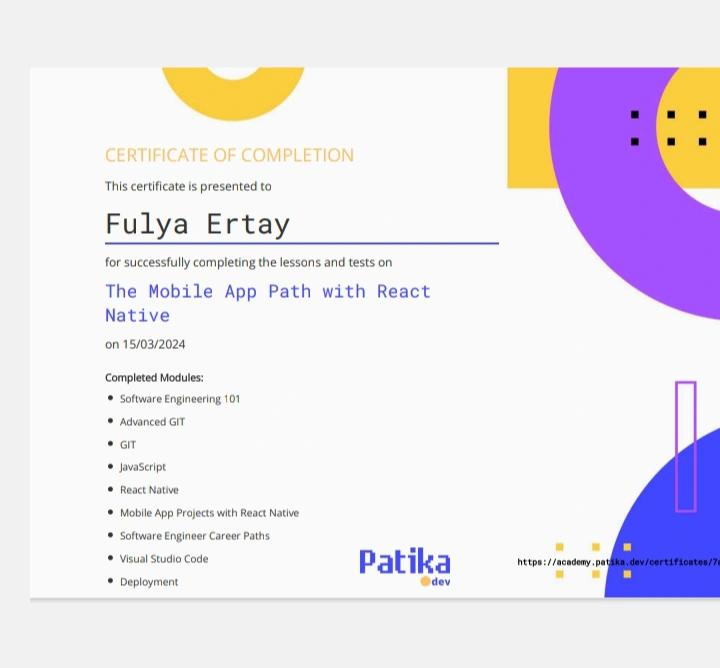 CERTIFICATE OF COMPLETION
This certificate is presented to
Fulya Ertay
for successfully completing the lessons and tests on
The Mobile App Path with React
Native
on 15/03/2024
Completed Modules:
Software Engineering 101
Advanced GIT
GIT
JavaScript
React Native
Mobile App Projects with React Native
Software Engineer Career Paths
Visual Studio Code
Deployment
Patika
dev
https://academy.patika.dev/certificates/7